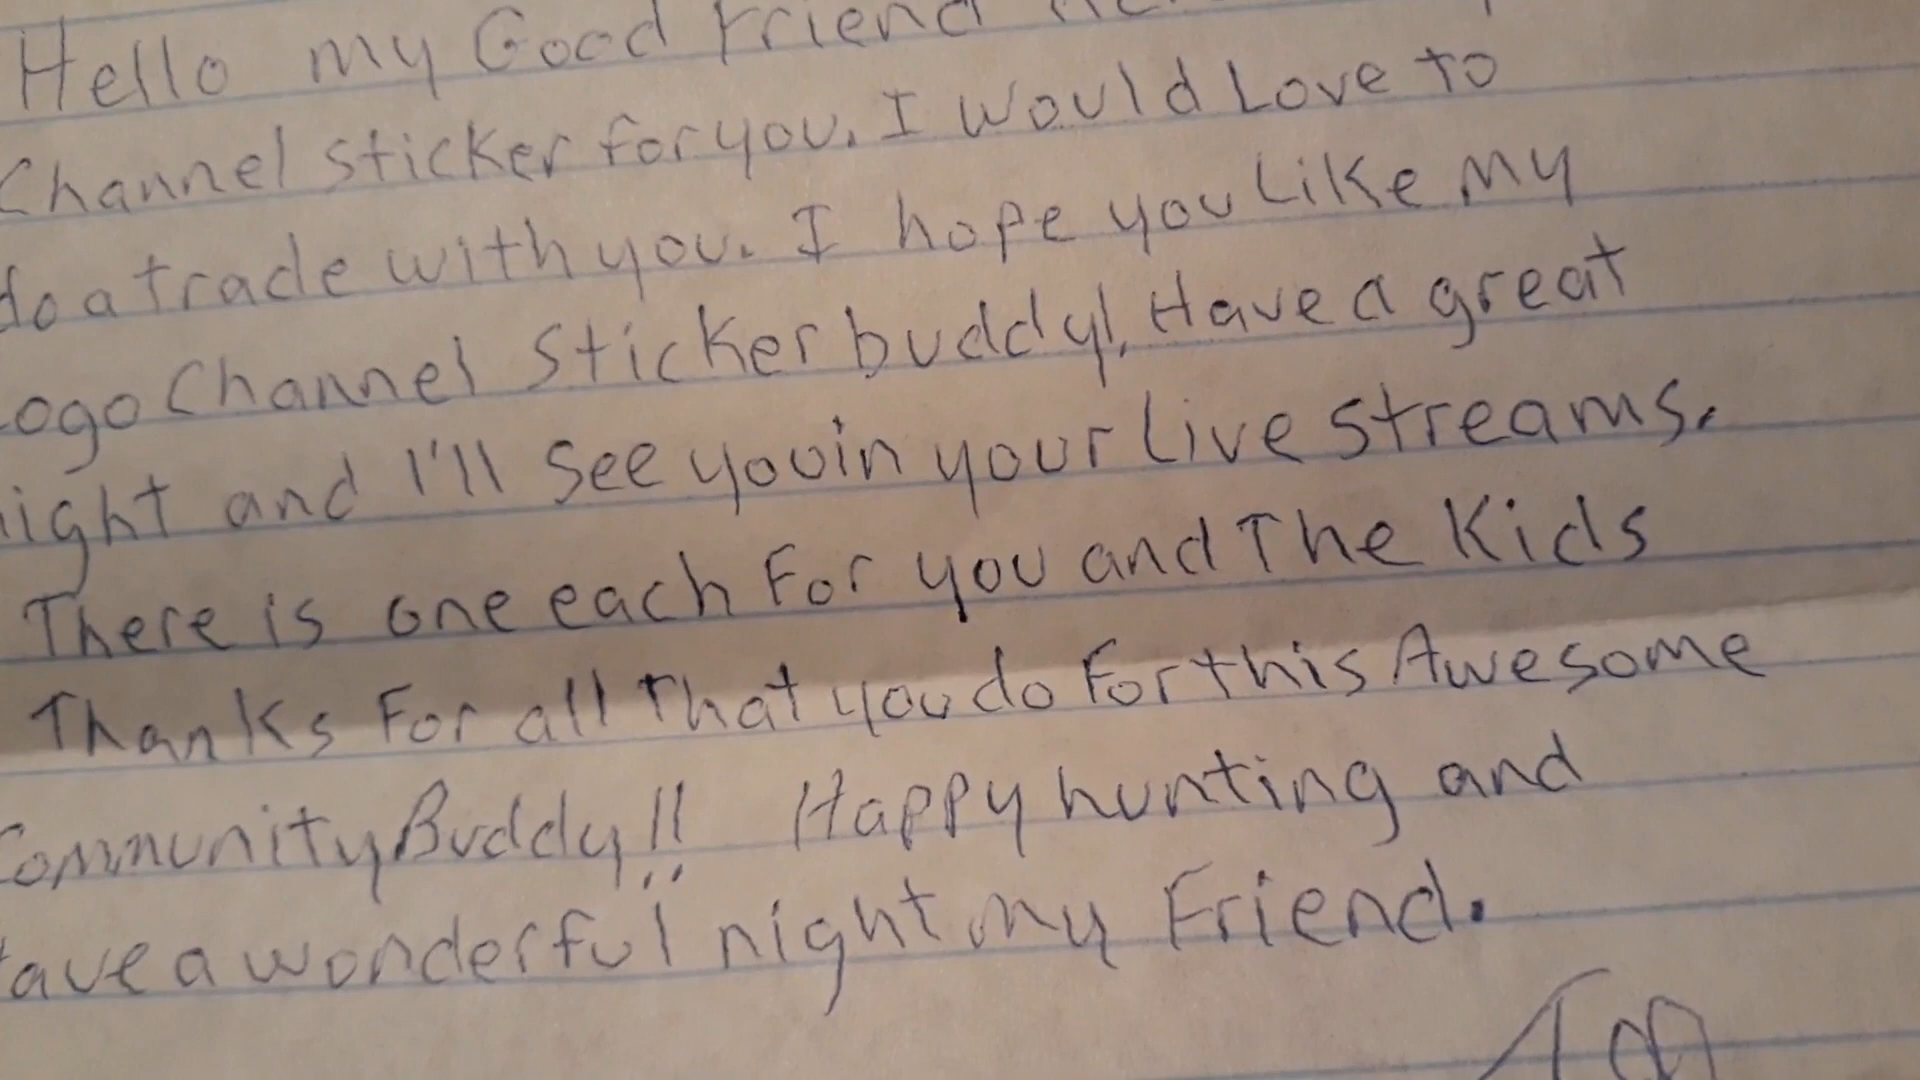 Hello my Good Friend
Channel sticker for you. I would Love to
do a trade with you. I hope you Like My
Logo Channel Sticker buddy!, Have a great
night and I'll See you in your Live streams.
There is one each For you and The Kids
Thanks For all That you do For this Awesome
Community Buddy!! Happy hunting and
Have a wonderful night my Friend.